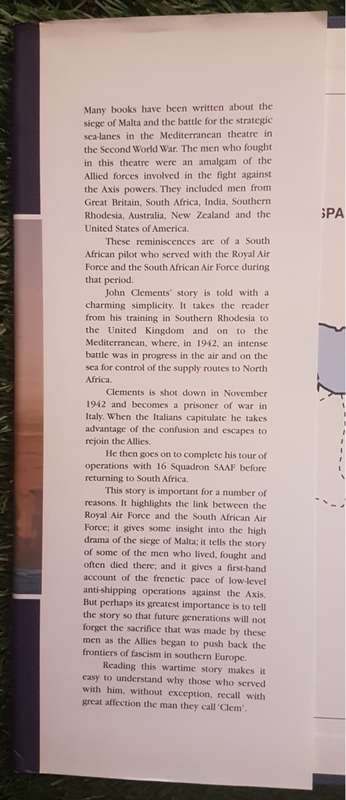 Many books have been written about the
siege of Malta and the battle for the strategic
sea-lanes in the Mediterranean theatre in
the Second World War. The men who fought
in this theatre were an amalgam of the
Allied forces involved in the fight against
the Axis powers. They included men from
Great Britain, South Africa, India, Southern
Rhodesia, Australia, New Zealand and the
United States of America.
These reminiscences are of a South
African pilot who served with the Royal Air
Force and the South African Air Force during
that period.
John Clements' story is told with a
charming simplicity. It takes the reader
from his training in Southern Rhodesia to
the United Kingdom and on to the
Mediterranean, where, in 1942, an intense
battle was in progress in the air and on the
sea for control of the supply routes to North
Africa.
Clements is shot down in November
1942 and becomes a prisoner of war in
Italy. When the Italians capitulate he takes
advantage of the confusion and escapes to
rejoin the Allies.
He then goes on to complete his tour of
operations with 16 Squadron SAAF before
returning to South Africa.
This story is important for a number of
reasons. It highlights the link between the
Royal Air Force and the South African Air
Force; it gives some insight into the high
drama of the siege of Malta; it tells the story
of some of the men who lived, fought and
often died there; and it gives a first-hand
account of the frenetic pace of low-level
anti-shipping operations against the Axis.
But perhaps its greatest importance is to tell
the story so that future generations will not
forget the sacrifice that was made by these
men as the Allies began to push back the
frontiers of fascism in southern Europe.
Reading this wartime story makes it
easy to understand why those who served
with him, without exception, recall with
great affection the man they call 'Clem'.
SPA